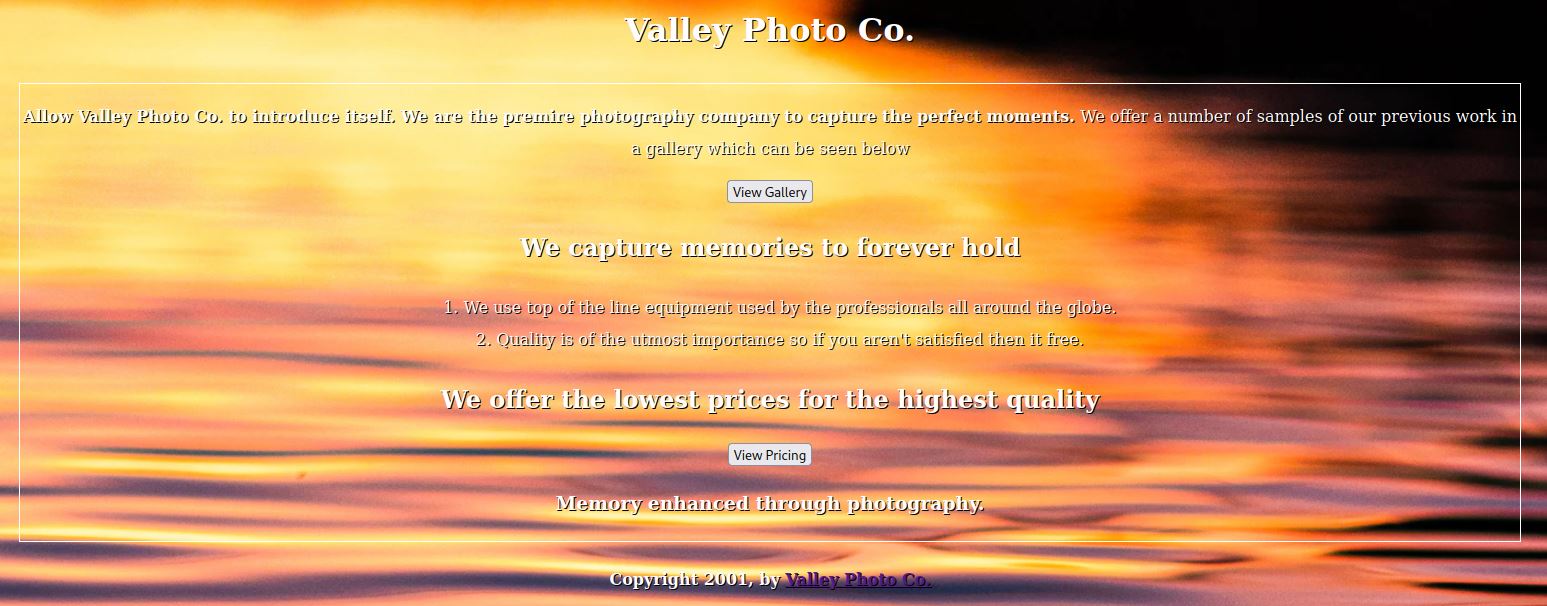 Valley Photo Co.
Allow Valley Photo Co. to introduce itself. We are the premire photography company to capture the perfect moments. We offer a number of samples of our previous work in
a gallery which can be seen below
View Gallery
We capture memories to forever hold
1. We use top of the line equipment used by the professionals all around the globe.
2. Quality is of the utmost importance so if you aren't satisfied then it free.
We offer the lowest prices for the highest quality
View Pricing
Memory enhanced through photography.
Copyright 2001, by Valley Photo Co.